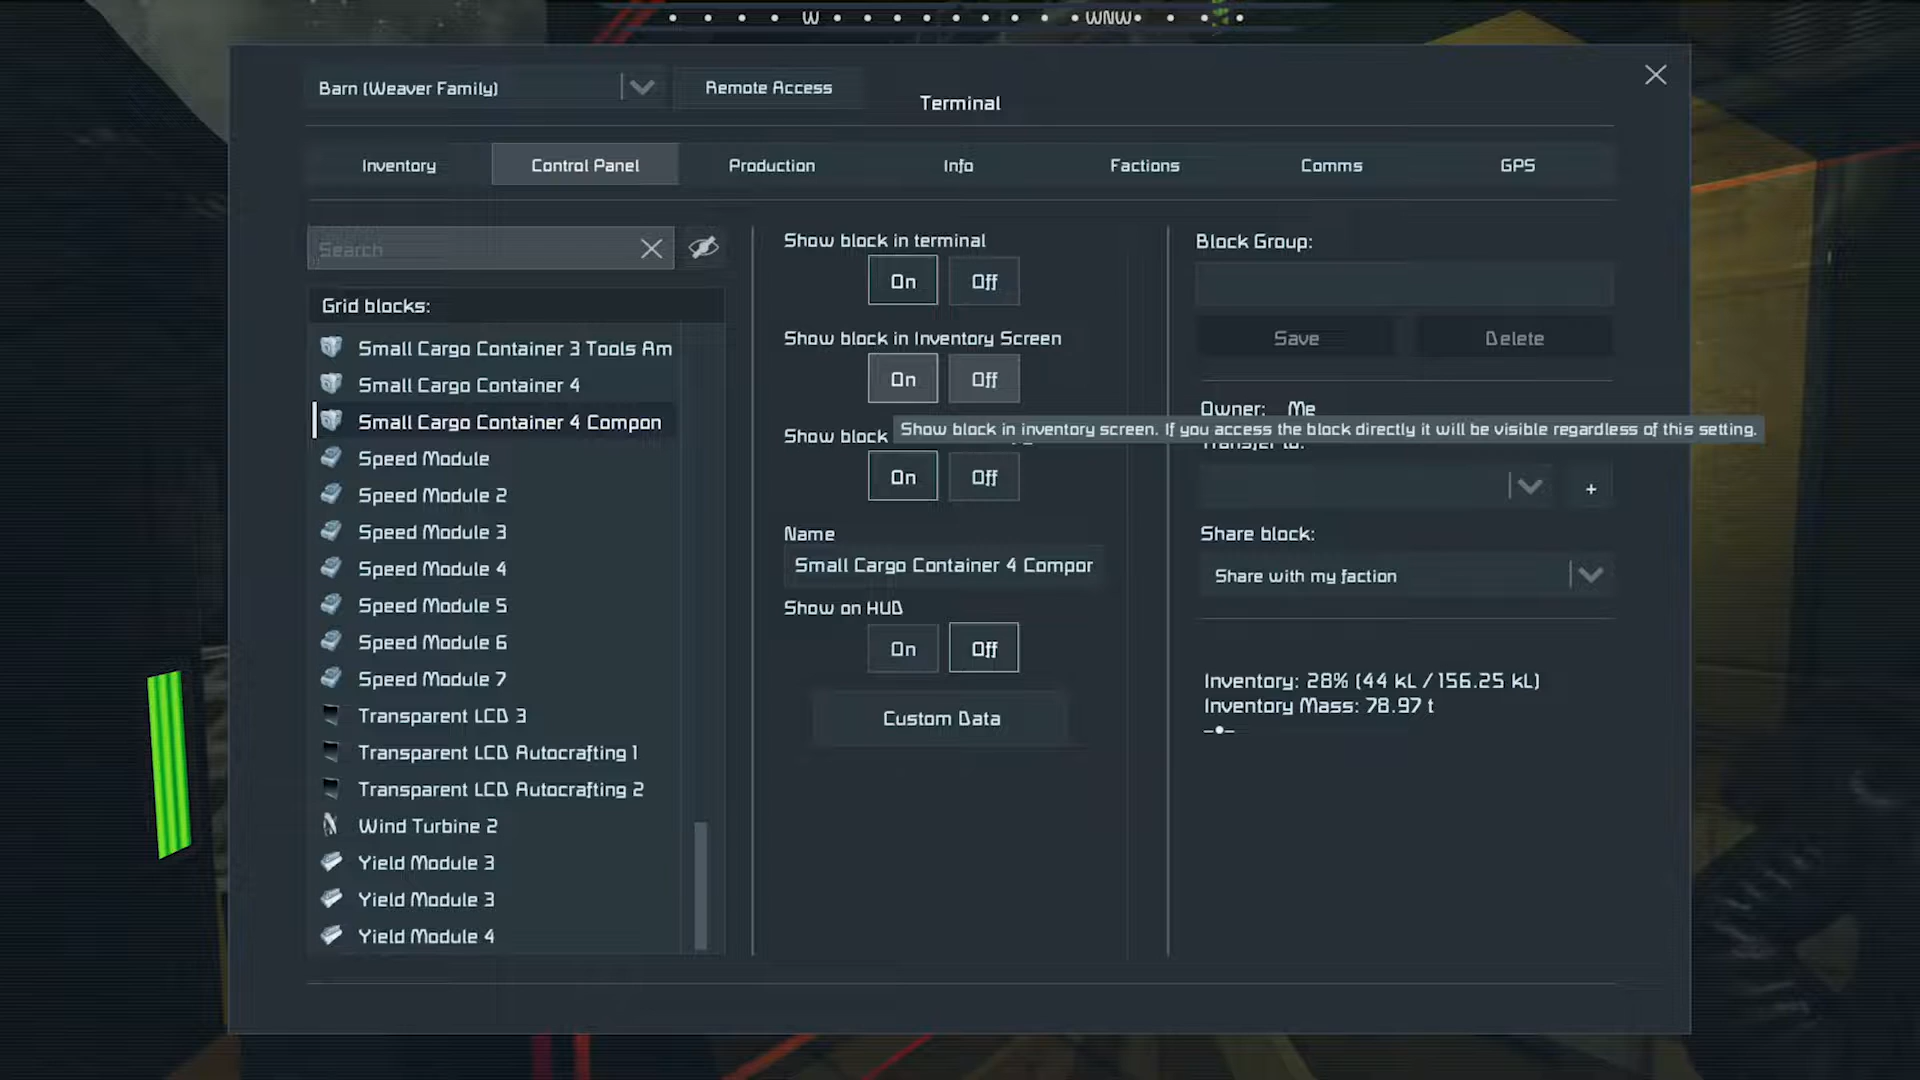 W WNW
Barn (Weaver Family)
Remote Access
Terminal
Inventory
Control Panel
Production
Info
Factions
Comms
GPS
Search
Grid blocks:
Small Cargo Container 3 Tools Am
Small Cargo Container 4
Small Cargo Container 4 Compon
Speed Module
Speed Module 2
Speed Module 3
Speed Module 4
Speed Module 5
Speed Module 6
Speed Module 7
Transparent LCD 3
Transparent LCD Autocrafting 1
Transparent LCD Autocrafting 2
Wind Turbine 2
Yield Module 3
Yield Module 3
Yield Module 4
Show block in terminal
On Off
Show block in Inventory Screen
On Off
Show block
Show block in inventory screen. If you access the block directly it will be visible regardless of this setting.
On Off
Name
Small Cargo Container 4 Compor
Show on HUD
On Off
Custom Data
Block Group:
Save Delete
Owner: Me
Transfer to:
+
Share block:
Share with my faction
Inventory: 28% (44 kL / 156.25 kL)
Inventory Mass: 78.97 t